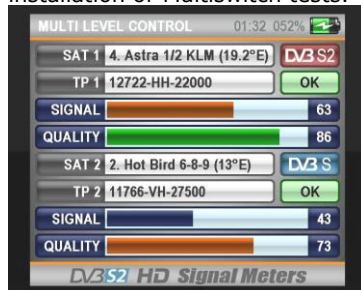 installation or Multiswitch tests.
MULTI LEVEL CONTROL 01:32 052%
SAT 1 4. Astra 1/2 KLM (19.2°E) DVB S2
TP 1 12722-HH-22000 OK
SIGNAL 63
QUALITY 86
SAT 2 2. Hot Bird 6-8-9 (13°E) DVB S
TP 2 11766-VH-27500 OK
SIGNAL 43
QUALITY 73
DVB S2 HD Signal Meters